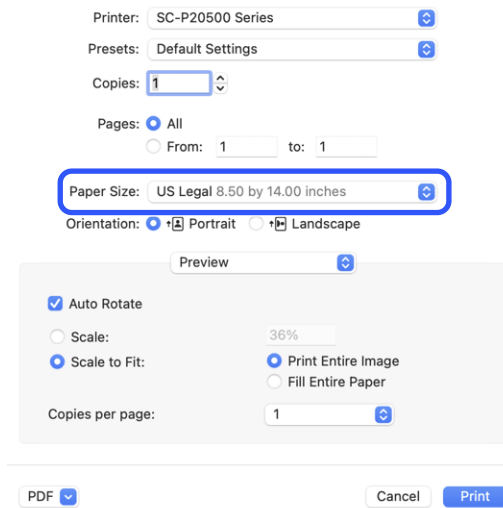 Printer: SC-P20500 Series
Presets: Default Settings
Copies: 1
Pages: All
From: 1 to: 1
Paper Size: US Legal 8.50 by 14.00 inches
Orientation: Portrait Landscape
Preview
Auto Rotate
Scale: 36%
Scale to Fit: Print Entire Image
Fill Entire Paper
Copies per page: 1
PDF Cancel Print